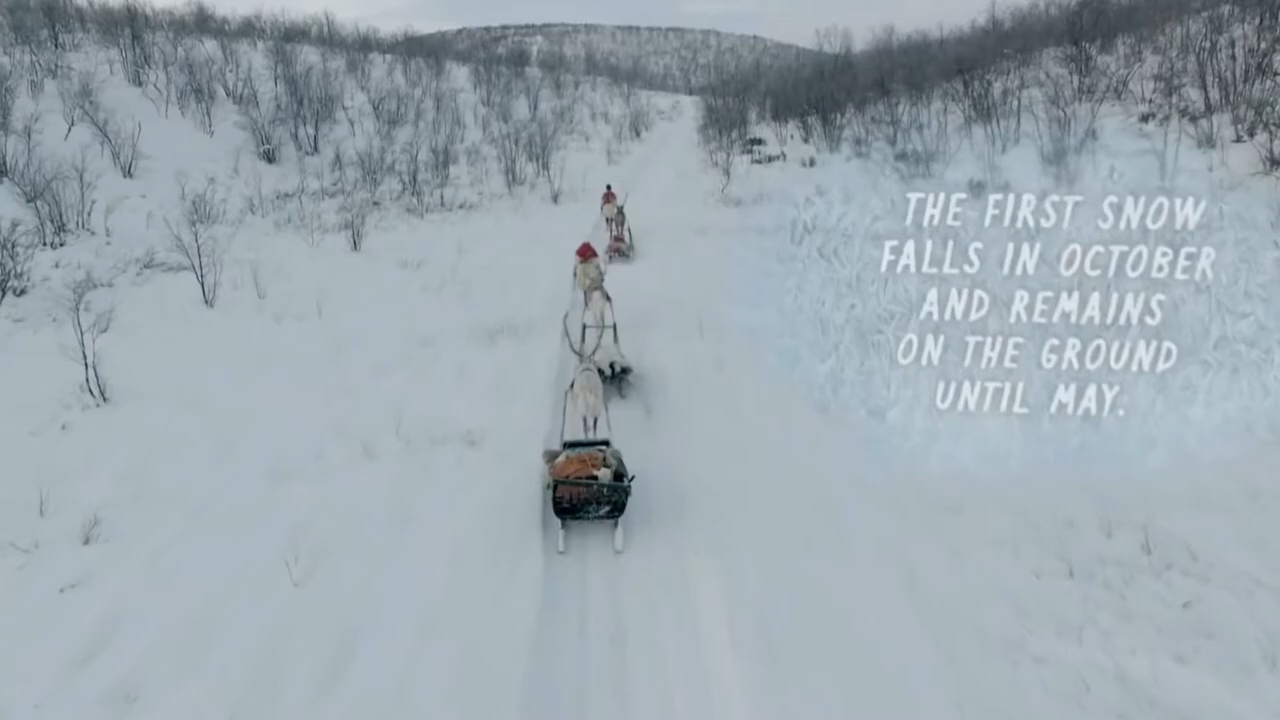 THE FIRST SNOW
FALLS IN OCTOBER
AND REMAINS
ON THE GROUND
UNTIL MAY.